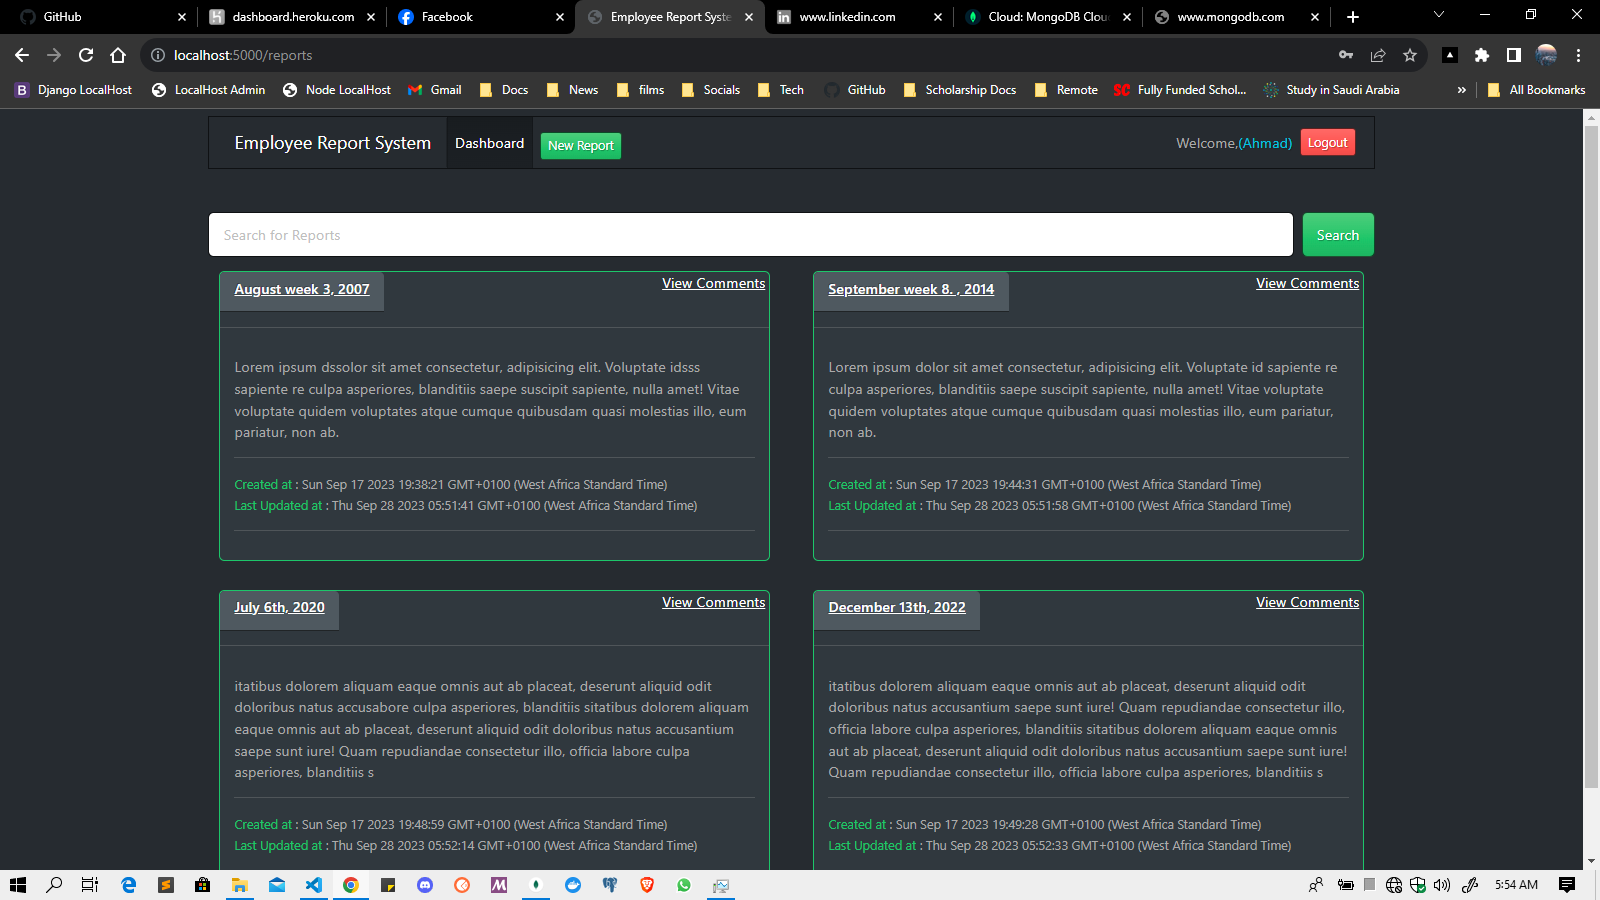 GitHub
dashboard.heroku.com
Facebook
Employee Report Syste
www.linkedin.com
Cloud: MongoDB Clou
www.mongodb.com
localhost:5000/reports
Django LocalHost
LocalHost Admin
Node LocalHost
Gmail
Docs
News
films
Socials
Tech
GitHub
Scholarship Docs
Remote
SC Fully Funded Schol...
Study in Saudi Arabia
»
All Bookmarks
Employee Report System
Dashboard
New Report
Welcome,(Ahmad)
Logout
Search for Reports
Search
August week 3, 2007
View Comments
Lorem ipsum dssolor sit amet consectetur, adipisicing elit. Voluptate idsss
sapiente re culpa asperiores, blanditiis saepe suscipit sapiente, nulla amet! Vitae
voluptate quidem voluptates atque cumque quibusdam quasi molestias illo, eum
pariatur, non ab.
Created at : Sun Sep 17 2023 19:38:21 GMT+0100 (West Africa Standard Time)
Last Updated at : Thu Sep 28 2023 05:51:41 GMT+0100 (West Africa Standard Time)
September week 8. , 2014
View Comments
Lorem ipsum dolor sit amet consectetur, adipisicing elit. Voluptate id sapiente re
culpa asperiores, blanditiis saepe suscipit sapiente, nulla amet! Vitae voluptate
quidem voluptates atque cumque quibusdam quasi molestias illo, eum pariatur,
non ab.
Created at : Sun Sep 17 2023 19:44:31 GMT+0100 (West Africa Standard Time)
Last Updated at : Thu Sep 28 2023 05:51:58 GMT+0100 (West Africa Standard Time)
July 6th, 2020
View Comments
itatibus dolorem aliquam eaque omnis aut ab placeat, deserunt aliquid odit
doloribus natus accusabore culpa asperiores, blanditiis sitatibus dolorem aliquam
eaque omnis aut ab placeat, deserunt aliquid odit doloribus natus accusantium
saepe sunt iure! Quam repudiandae consectetur illo, officia labore culpa
asperiores, blanditiis s
Created at : Sun Sep 17 2023 19:48:59 GMT+0100 (West Africa Standard Time)
Last Updated at : Thu Sep 28 2023 05:52:14 GMT+0100 (West Africa Standard Time)
December 13th, 2022
View Comments
itatibus dolorem aliquam eaque omnis aut ab placeat, deserunt aliquid odit
doloribus natus accusantium saepe sunt iure! Quam repudiandae consectetur illo,
officia labore culpa asperiores, blanditiis sitatibus dolorem aliquam eaque omnis
aut ab placeat, deserunt aliquid odit doloribus natus accusantium saepe sunt iure!
Quam repudiandae consectetur illo, officia labore culpa asperiores, blanditiis s
Created at : Sun Sep 17 2023 19:49:28 GMT+0100 (West Africa Standard Time)
Last Updated at : Thu Sep 28 2023 05:52:33 GMT+0100 (West Africa Standard Time)
5:54 AM